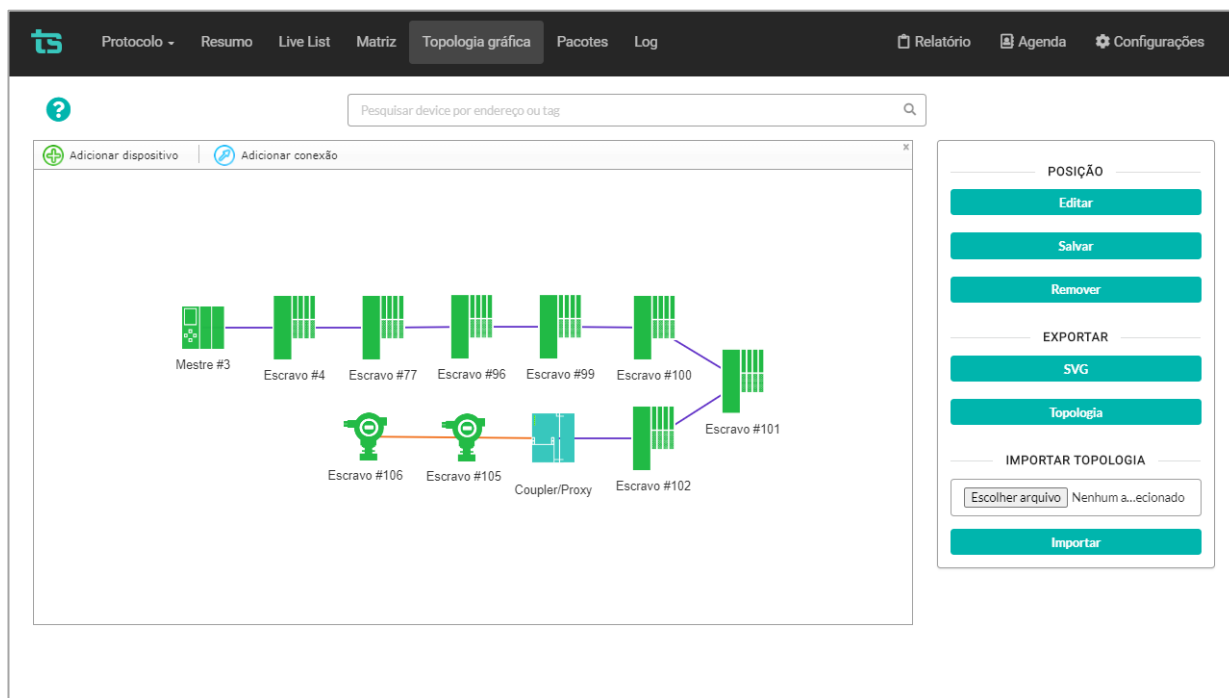 ts Protocolo Resumo Live List Matriz Topologia gráfica Pacotes Log Relatório Agenda Configurações
? Pesquisar device por endereço ou tag
Adicionar dispositivo Adicionar conexão x
Mestre #3
Escravo #4
Escravo #77
Escravo #96
Escravo #99
Escravo #100
Escravo #101
Escravo #106
Escravo #105
Coupler/Proxy
Escravo #102
POSIÇÃO
Editar
Salvar
Remover
EXPORTAR
SVG
Topologia
IMPORTAR TOPOLOGIA
Escolher arquivo Nenhum a...ecionado
Importar